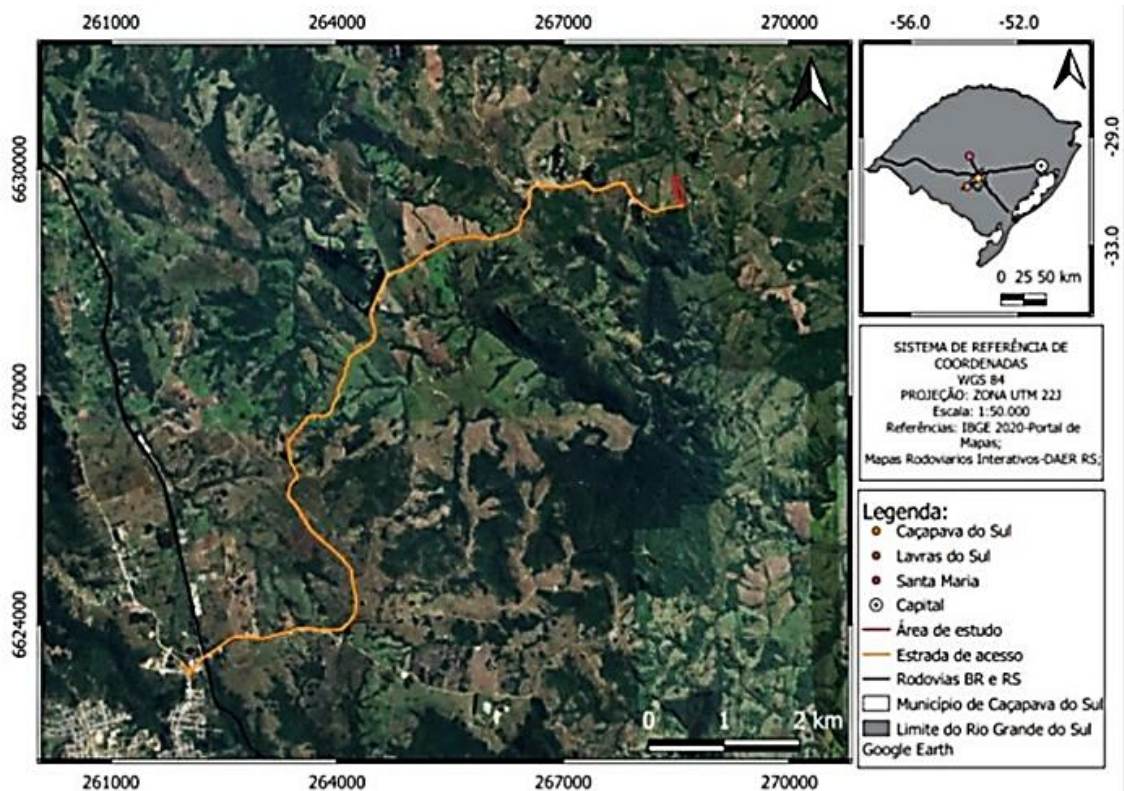 261000 264000 267000 270000
-56.0 -52.0
6630000
6627000
6624000
-29.0
-33.0
0 25 50 km
SISTEMA DE REFERÊNCIA DE
COORDENADAS
WGS 84
PROJEÇÃO: ZONA UTM 22J
Escala: 1:50.000
Referências: IBGE 2020-Portal de
Mapas;
Mapas Rodoviarios Interativos-DAER RS;
Legenda:
Caçapava do Sul
Lavras do Sul
Santa Maria
Capital
Área de estudo
Estrada de acesso
Rodovias BR e RS
Município de Caçapava do Sul
Limite do Rio Grande do Sul
Google Earth
0 1 2 km
261000 264000 267000 270000